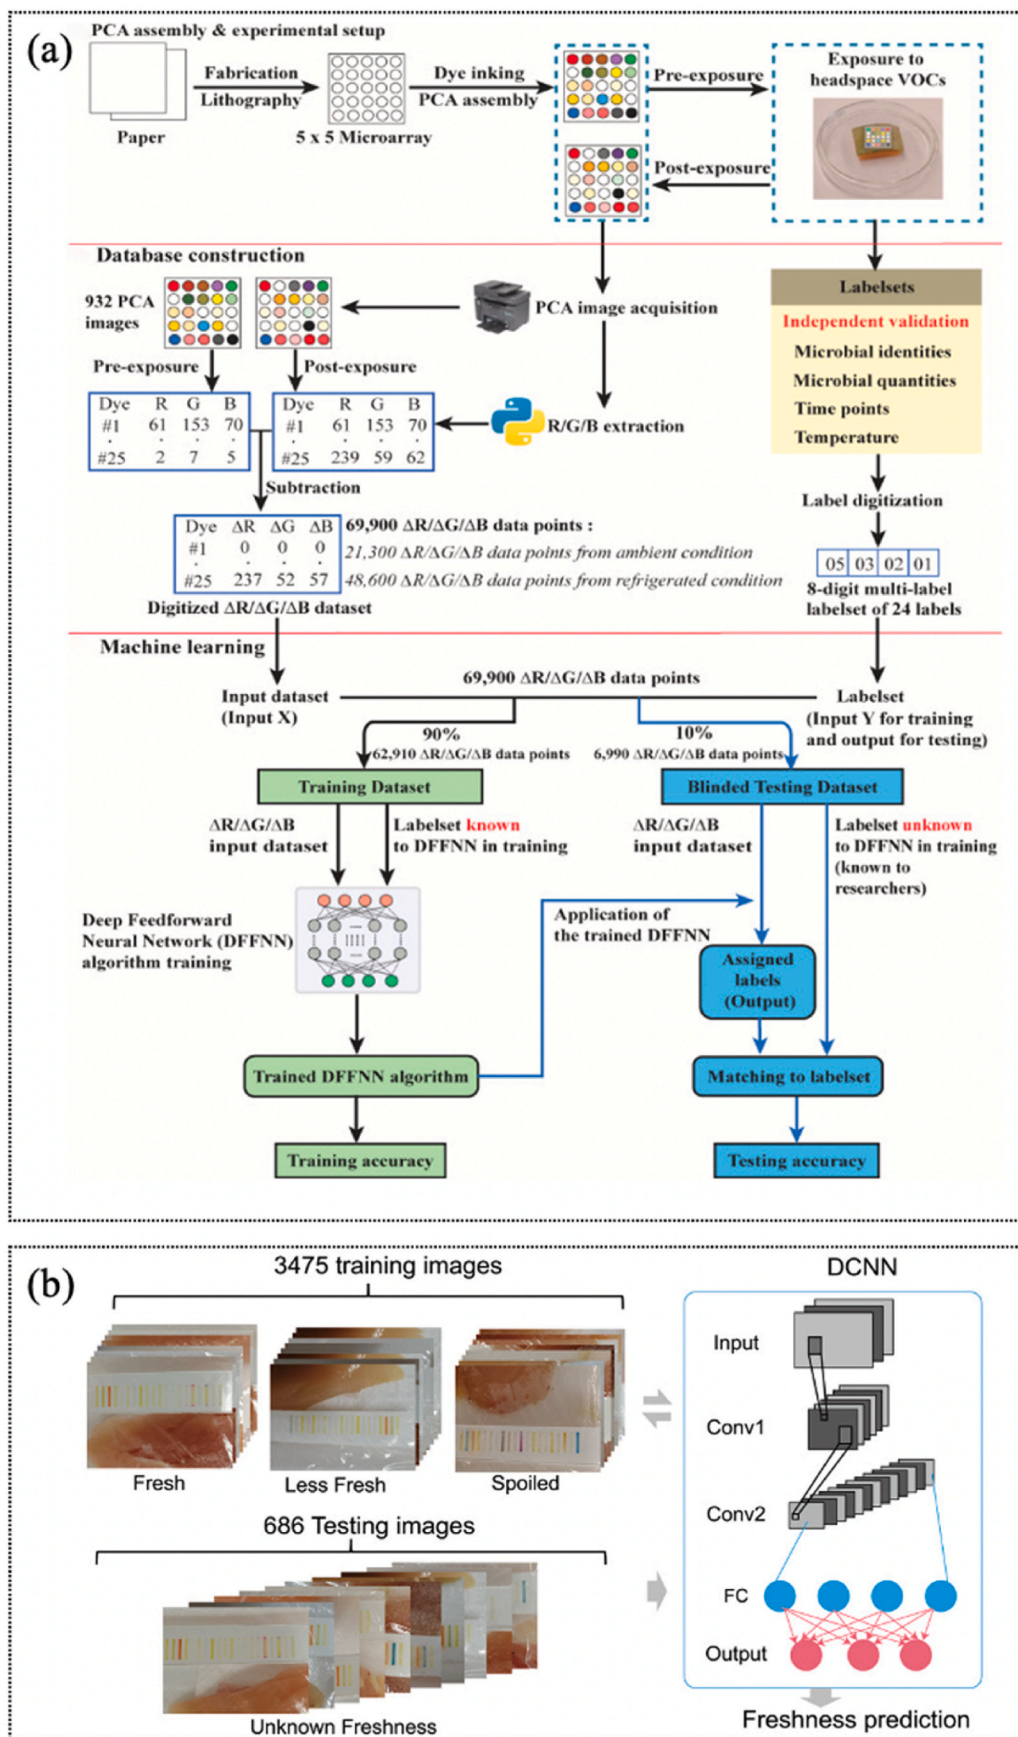 (a)
PCA assembly & experimental setup
Paper
Fabrication
Lithography
5 x 5 Microarray
Dye inking
PCA assembly
Pre-exposure
Post-exposure
Exposure to
headspace VOCs
Database construction
932 PCA
images
Pre-exposure
Post-exposure
PCA image acquisition
R/G/B extraction
Dye R G B
#1 61 153 70
. . . .
#25 2 7 5
Dye R G B
#1 61 153 70
. . . .
#25 239 59 62
Subtraction
Dye ΔR ΔG ΔB
#1 0 0 0
. . . .
#25 237 52 57
Digitized ΔR/ΔG/ΔB dataset
69,900 ΔR/ΔG/ΔB data points :
21,300 ΔR/ΔG/ΔB data points from ambient condition
48,600 ΔR/ΔG/ΔB data points from refrigerated condition
Labelsets
Independent validation
Microbial identities
Microbial quantities
Time points
Temperature
Label digitization
05 03 02 01
8-digit multi-label
labelset of 24 labels
Machine learning
Input dataset
(Input X)
69,900 ΔR/ΔG/ΔB data points
Labelset
(Input Y for training
and output for testing)
90%
62,910 ΔR/ΔG/ΔB data points
10%
6,990 ΔR/ΔG/ΔB data points
Training Dataset
Blinded Testing Dataset
ΔR/ΔG/ΔB
input dataset
Labelset known
to DFFNN in training
ΔR/ΔG/ΔB
input dataset
Labelset unknown
to DFFNN in training
(known to
researchers)
Deep Feedforward
Neural Network (DFFNN)
algorithm training
Application of
the trained DFFNN
Assigned
labels
(Output)
Trained DFFNN algorithm
Matching to labelset
Training accuracy
Testing accuracy
(b)
3475 training images
Fresh
Less Fresh
Spoiled
686 Testing images
Unknown Freshness
DCNN
Input
Conv1
Conv2
FC
Output
Freshness prediction